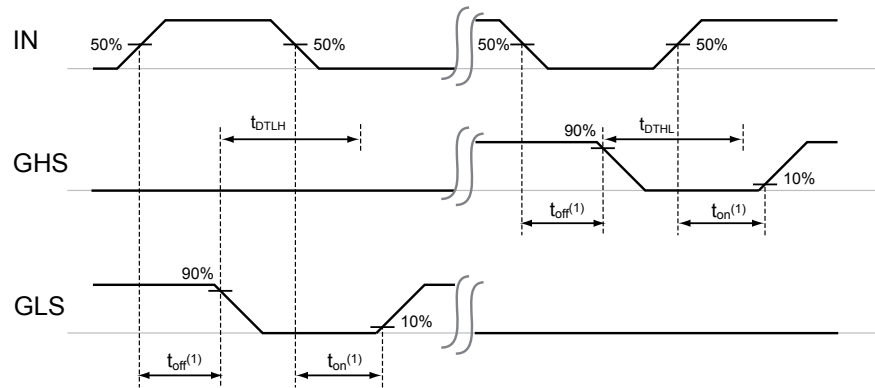 IN
50%
50%
50%
50%
t_DTLH
t_DTHL
90%
GHS
10%
t_off(1)
t_on(1)
90%
GLS
10%
t_off(1)
t_on(1)